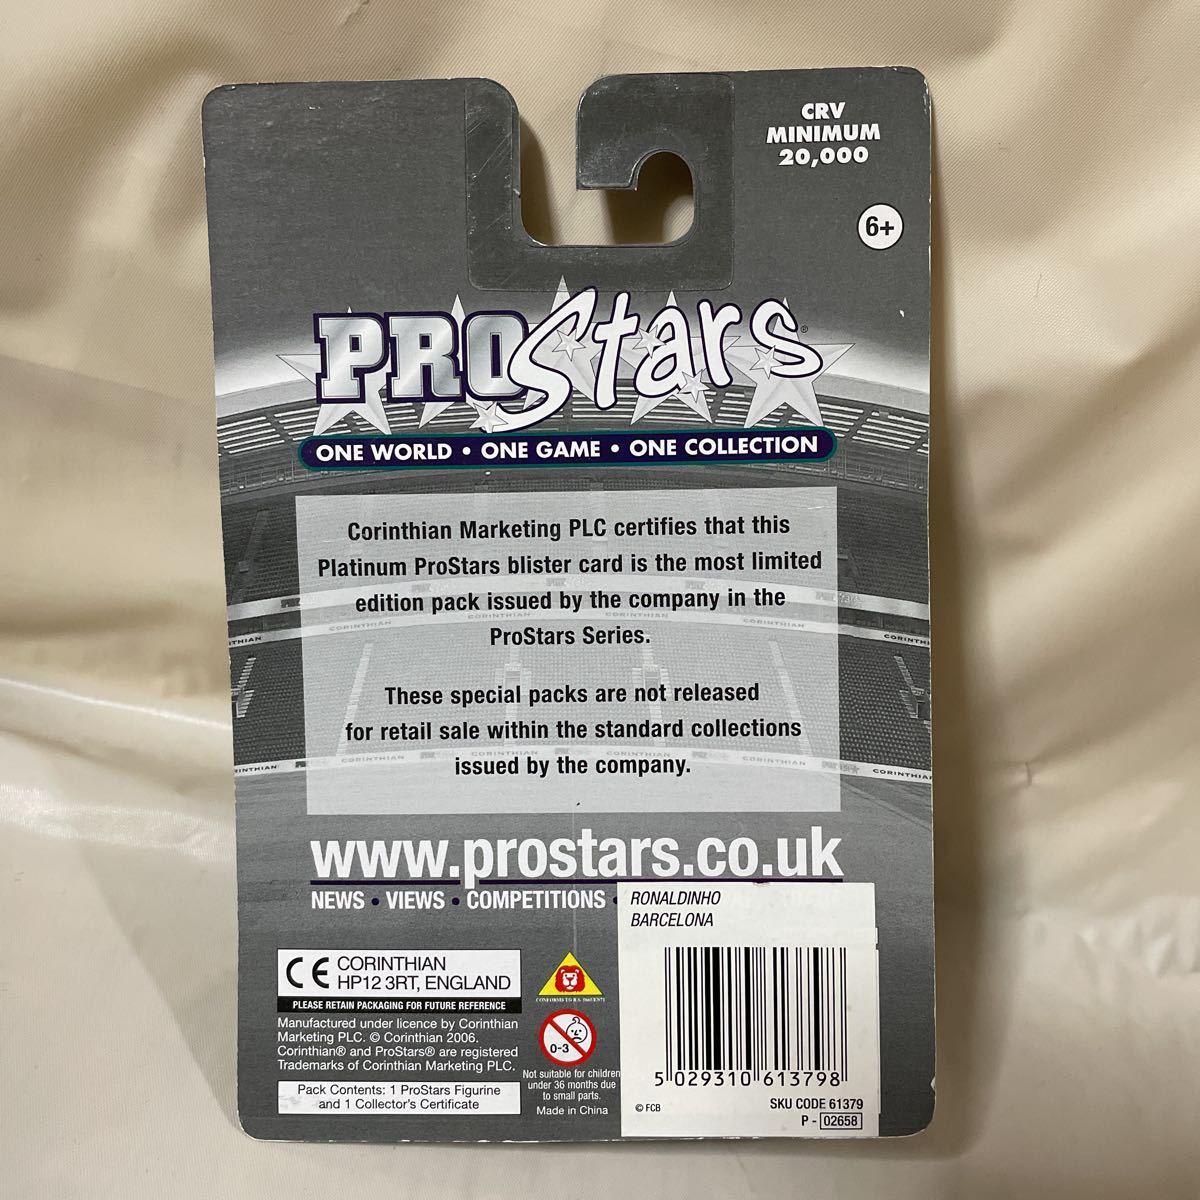 CRV
MINIMUM
20,000
6+
PROStars®
ONE WORLD • ONE GAME • ONE COLLECTION
Corinthian Marketing PLC certifies that this
Platinum ProStars blister card is the most limited
edition pack issued by the company in the
ProStars Series.
These special packs are not released
for retail sale within the standard collections
issued by the company.
CORINTHIAN
CORINTHIAN
CORINTHIAN
www.prostars.co.uk
NEWS • VIEWS • COMPETITIONS •
RONALDINHO
BARCELONA
CE CORINTHIAN
HP12 3RT, ENGLAND
PLEASE RETAIN PACKAGING FOR FUTURE REFERENCE
Manufactured under licence by Corinthian
Marketing PLC. © Corinthian 2006.
Corinthian® and ProStars® are registered
Trademarks of Corinthian Marketing PLC.
Pack Contents: 1 ProStars Figurine
and 1 Collector's Certificate
CONFORMS TO B.S.
0-3
Not suitable for children
under 36 months due
to small parts.
Made in China
5 029310 613798
© FCB
SKU CODE 61379
P - 02658